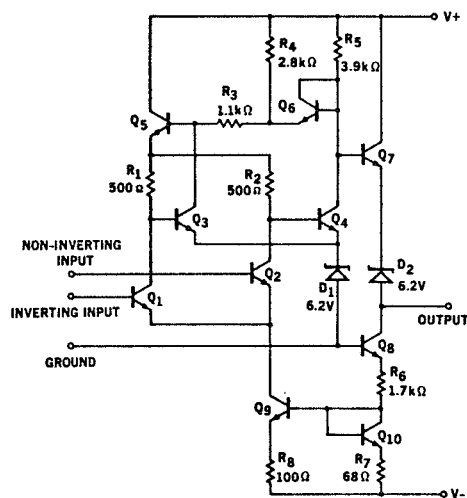 V+
R4
2.8kΩ
R5
3.9kΩ
R3
1.1kΩ
Q6
Q5
Q7
R1
500Ω
R2
500Ω
Q3
Q4
NON-INVERTING
INPUT
Q2
D1
6.2V
D2
6.2V
Q1
INVERTING INPUT
OUTPUT
GROUND
Q8
R6
1.7kΩ
Q9
Q10
R8
100Ω
R7
68Ω
V-